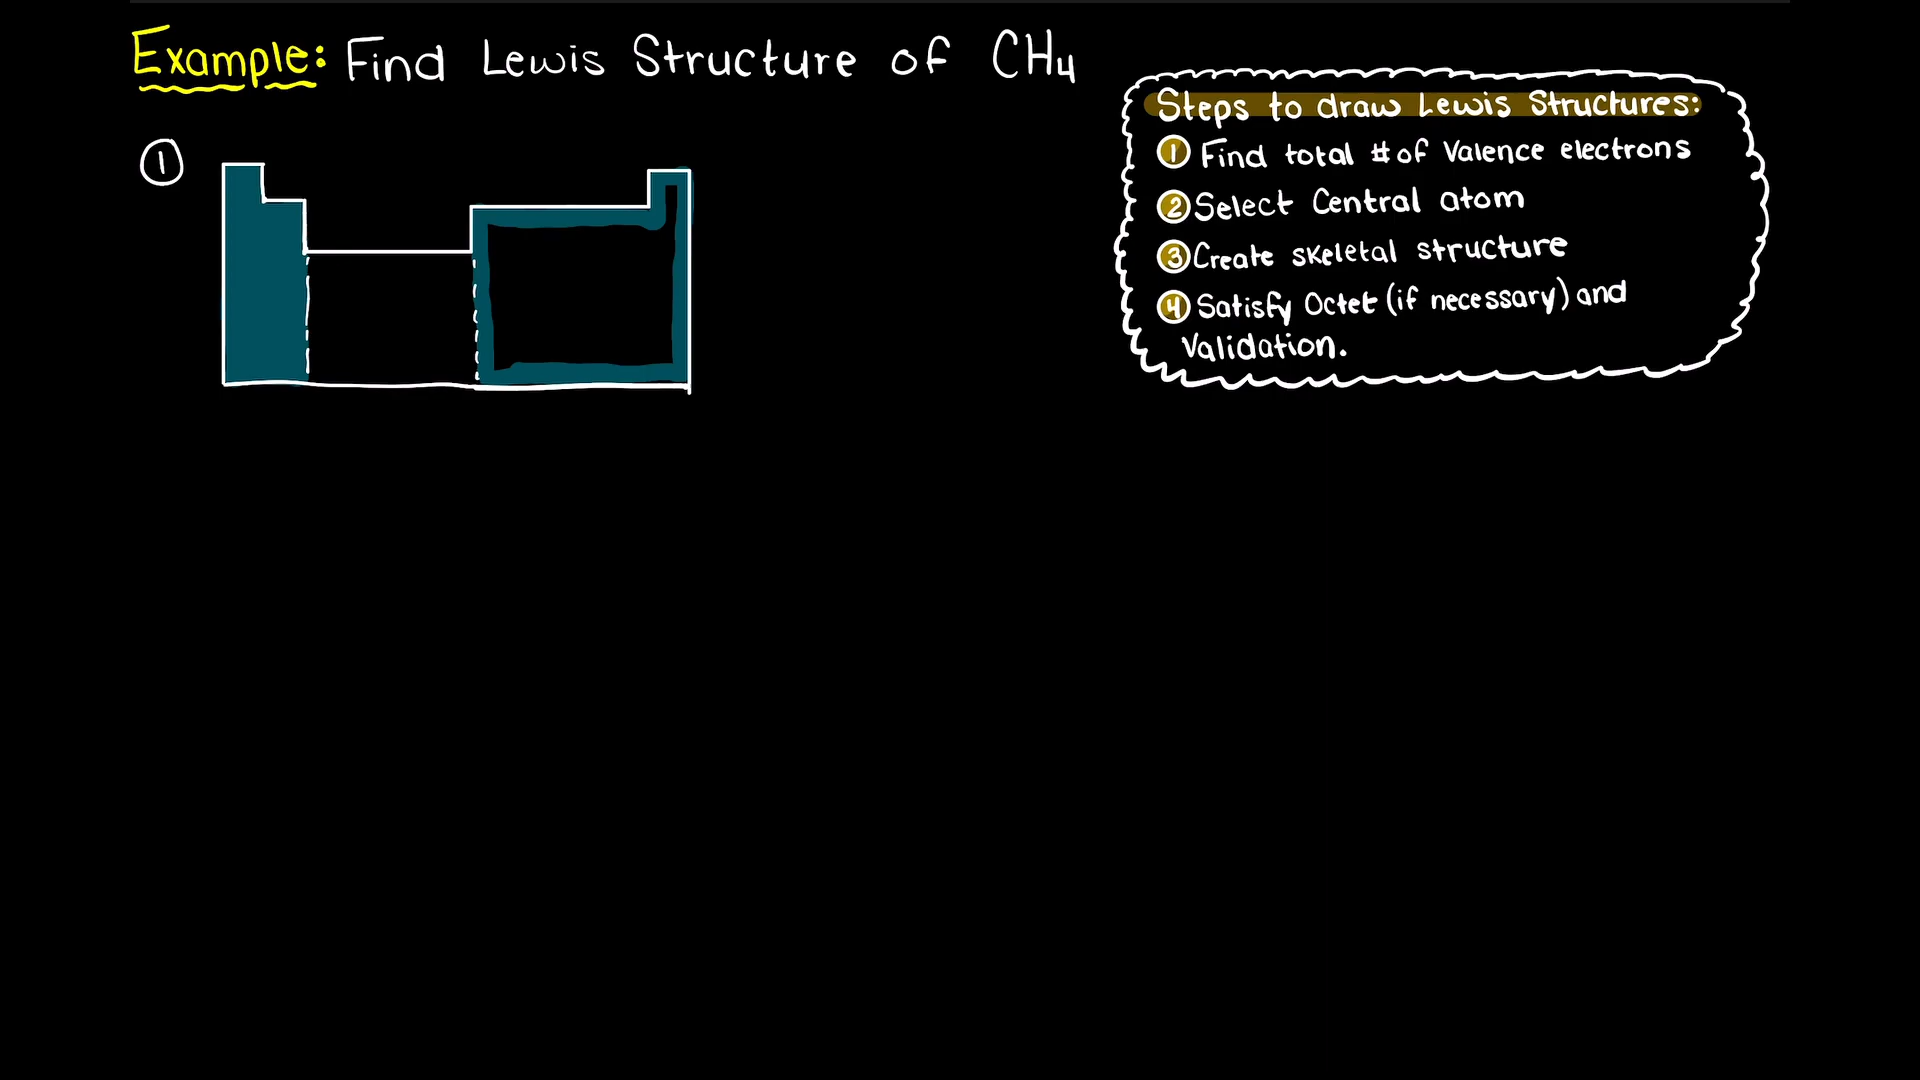 Example: Find Lewis Structure of CH₄
Steps to draw Lewis Structures:
① Find total # of Valence electrons
② Select Central atom
③ Create skeletal structure
④ Satisfy Octet (if necessary) and
Validation.
①